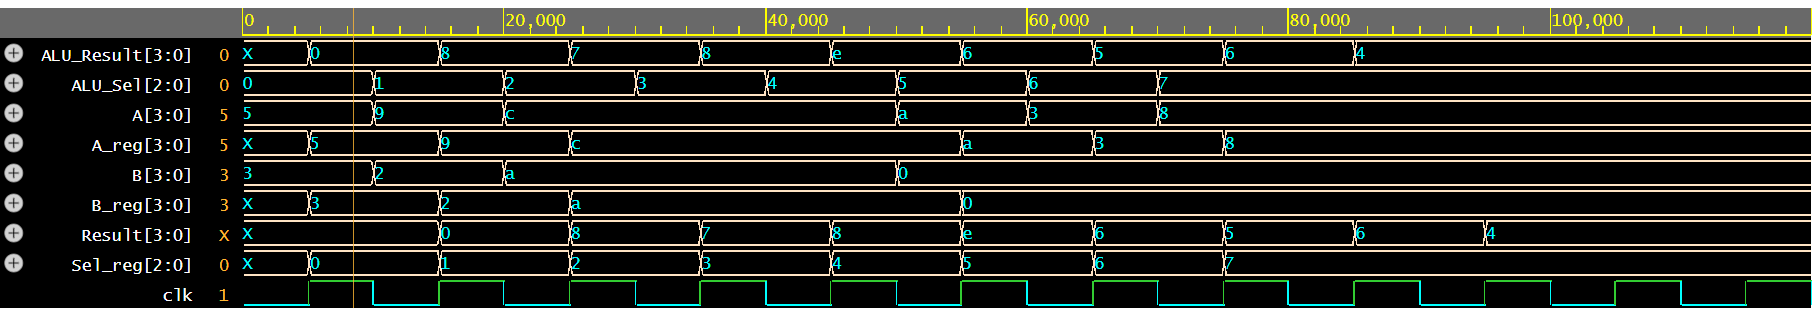 0 20,000 40,000 60,000 80,000 100,000
ALU_Result[3:0] 0 X 0 8 7 8 e 6 5 6 4
ALU_Sel[2:0] 0 0 1 2 3 4 5 6 7
A[3:0] 5 5 9 c a 3 8
A_reg[3:0] 5 X 5 9 c a 3 8
B[3:0] 3 3 2 a 0
B_reg[3:0] 3 X 3 2 a 0
Result[3:0] X X 0 8 7 8 e 6 5 6 4
Sel_reg[2:0] 0 X 0 1 2 3 4 5 6 7
clk 1